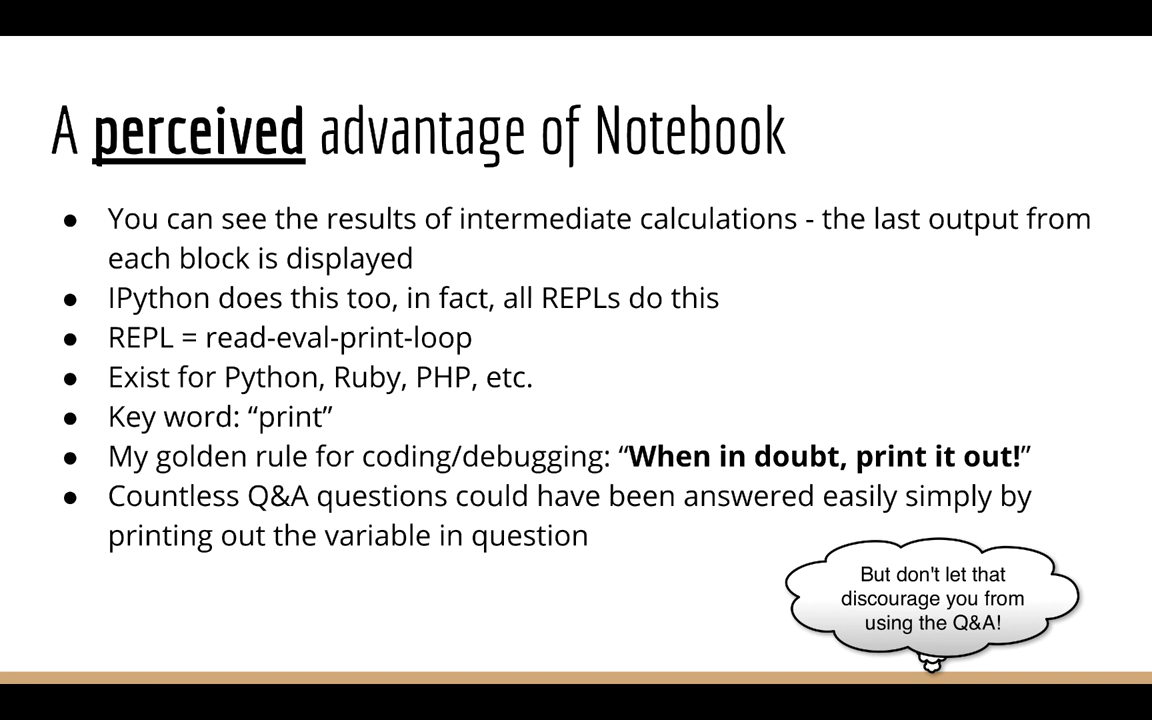 A perceived advantage of Notebook
● You can see the results of intermediate calculations - the last output from
each block is displayed
● IPython does this too, in fact, all REPLs do this
● REPL = read-eval-print-loop
● Exist for Python, Ruby, PHP, etc.
● Key word: “print”
● My golden rule for coding/debugging: “When in doubt, print it out!”
● Countless Q&A questions could have been answered easily simply by
printing out the variable in question
But don't let that
discourage you from
using the Q&A!